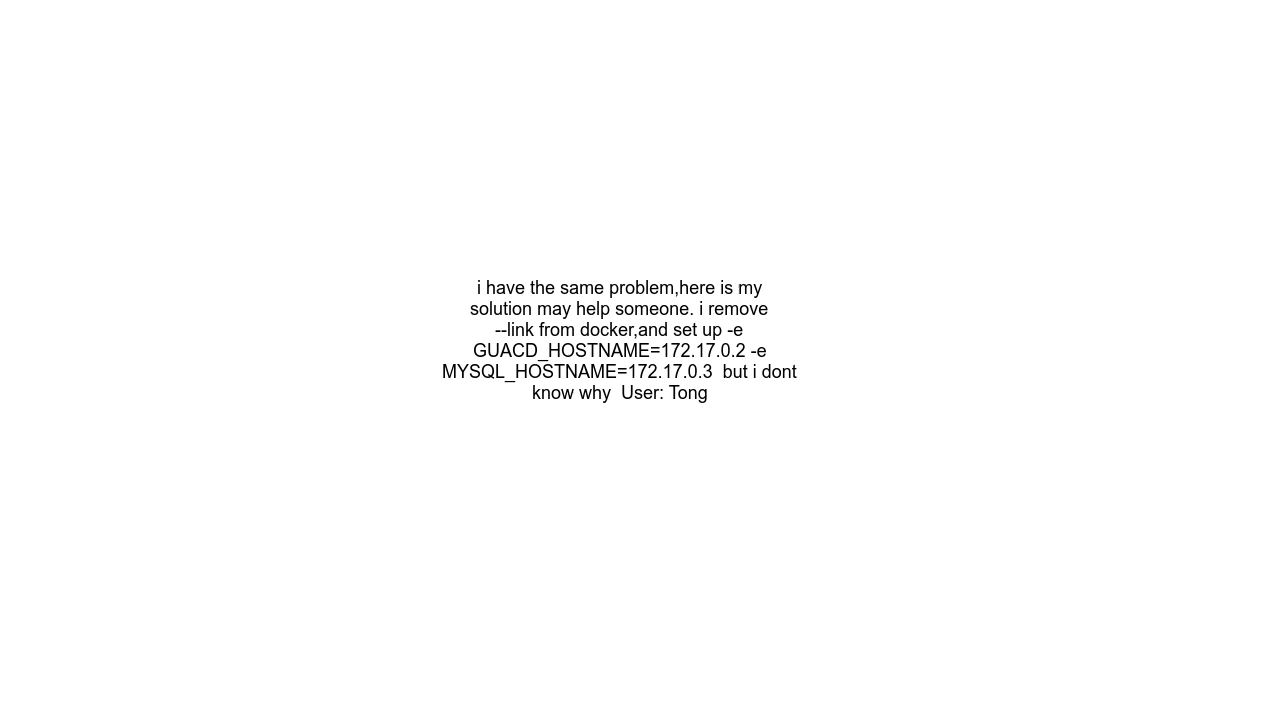 i have the same problem,here is my
solution may help someone. i remove
--link from docker,and set up -e
GUACD_HOSTNAME=172.17.0.2 -e
MYSQL_HOSTNAME=172.17.0.3  but i dont
know why  User: Tong